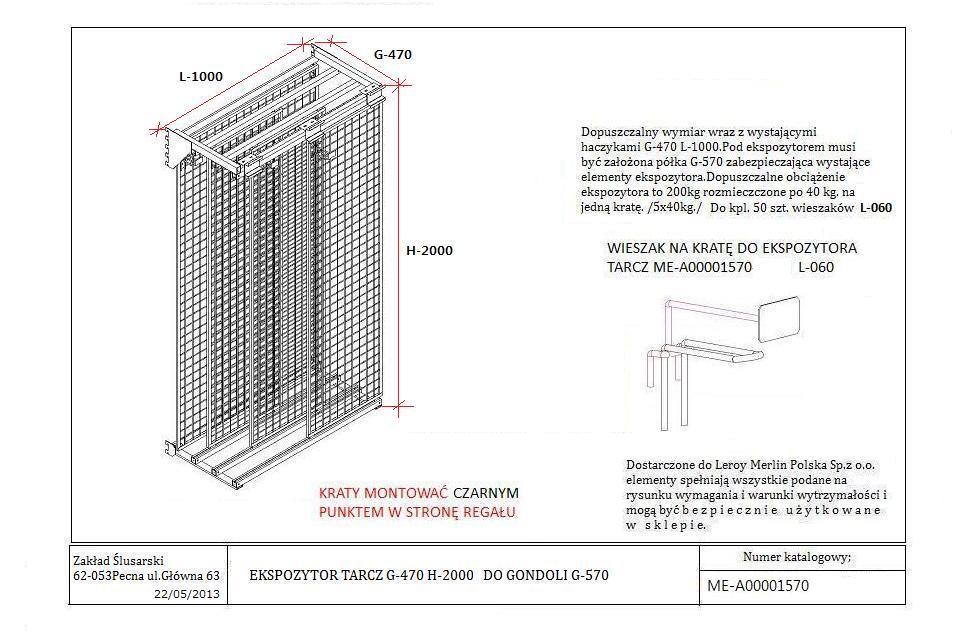 G-470
L-1000
Dopuszczalny wymiar wraz z wystającymi
haczykami G-470 L-1000.Pod ekspozytorem musi
być założona półka G-570 zabezpieczająca wystające
elementy ekspozytora.Dopuszczalne obciążenie
ekspozytora to 200kg rozmieczczone po 40 kg. na
jedną kratę. /5x40kg./ Do kpl. 50 szt. wieszaków L-060
H-2000
WIESZAK NA KRATĘ DO EKSPOZYTORA
TARCZ ME-A00001570 L-060
Dostarczone do Leroy Merlin Polska Sp.z o.o.
elementy spełniają wszystkie podane na
rysunku wymagania i warunki wytrzymałości i
mogą być b e z p i e c z n i e u ż y t k o w a n e
w s k l e p i e.
KRATY MONTOWAĆ CZARNYM
PUNKTEM W STRONĘ REGAŁU
Zakład Ślusarski
62-053Pecna ul.Główna 63
22/05/2013
EKSPOZYTOR TARCZ G-470 H-2000 DO GONDOLI G-570
Numer katalogowy;
ME-A00001570